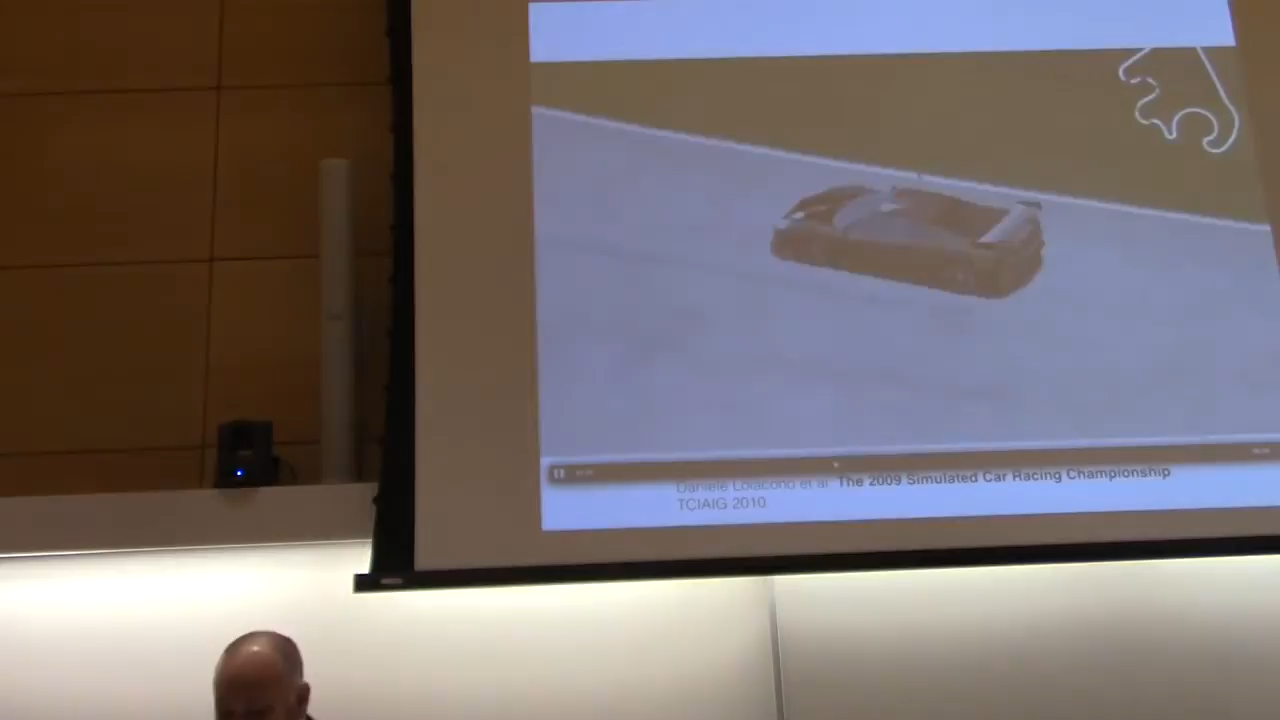 Daniele Loiacono et al The 2009 Simulated Car Racing Championship
TCIAIG 2010